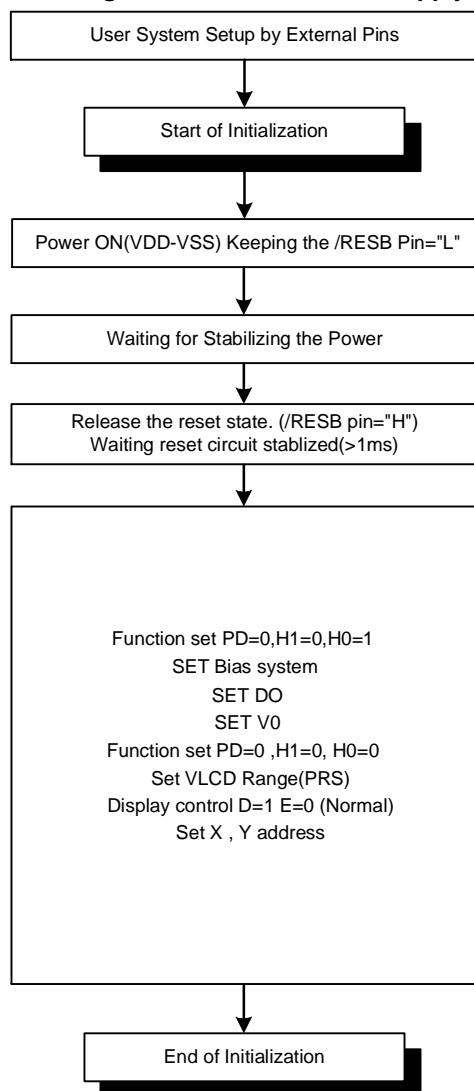 User System Setup by External Pins
Start of Initialization
Power ON(VDD-VSS) Keeping the /RESB Pin="L"
Waiting for Stabilizing the Power
Release the reset state. (/RESB pin="H")
Waiting reset circuit stablized(>1ms)
Function set PD=0,H1=0,H0=1
SET Bias system
SET DO
SET V0
Function set PD=0 ,H1=0, H0=0
Set VLCD Range(PRS)
Display control D=1 E=0 (Normal)
Set X , Y address
End of Initialization